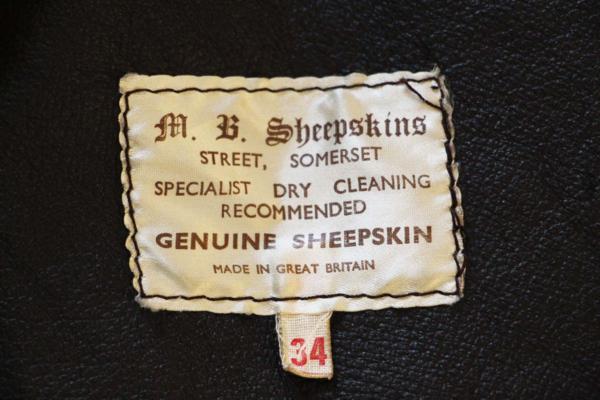 M. B. Sheepskins
STREET, SOMERSET
SPECIALIST DRY CLEANING
RECOMMENDED
GENUINE SHEEPSKIN
MADE IN GREAT BRITAIN
34